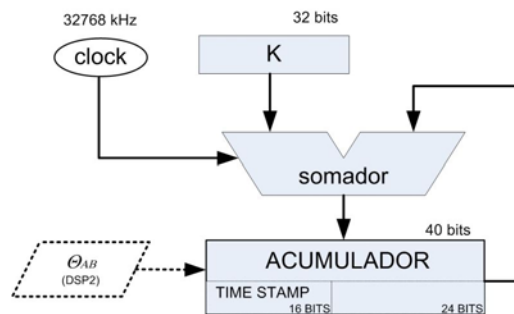 32768 kHz
32 bits
clock
K
somador
40 bits
ΘAB
(DSP2)
ACUMULADOR
TIME STAMP
16 BITS
24 BITS